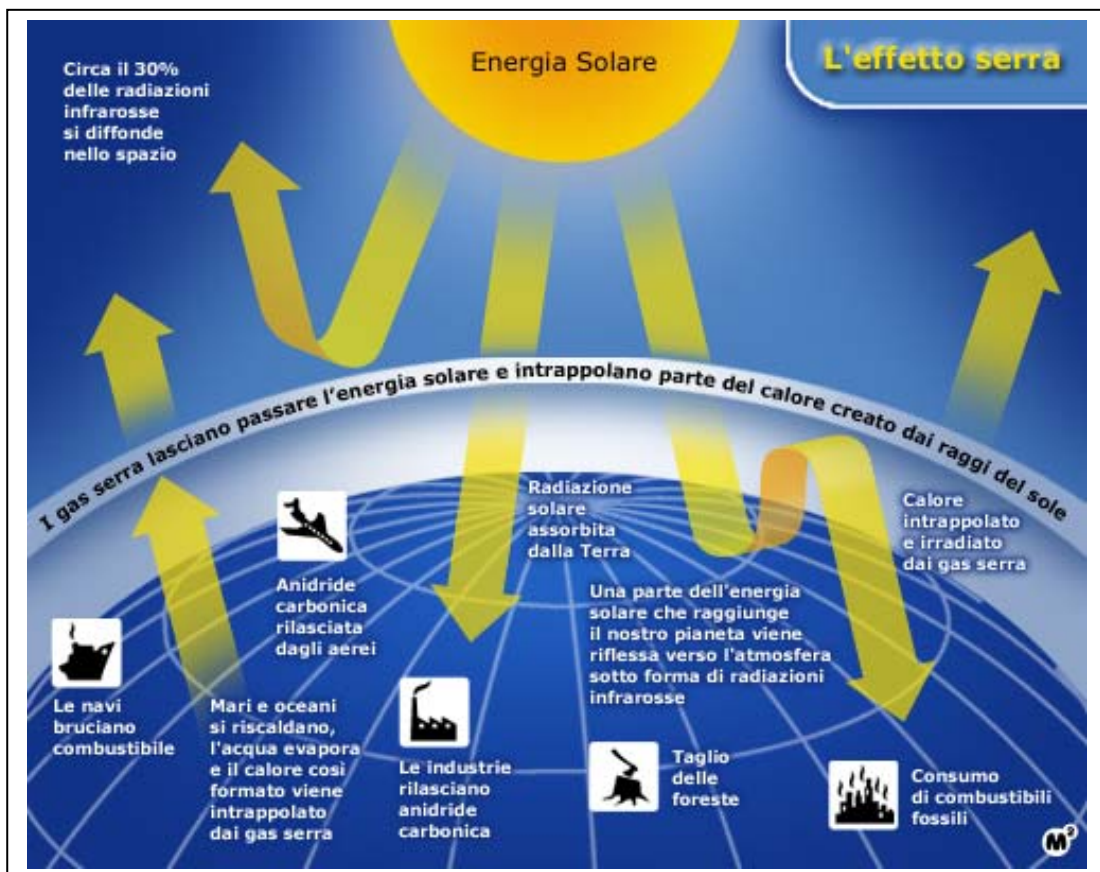 L'effetto serra
Energia Solare
Circa il 30%
delle radiazioni
infrarosse
si diffonde
nello spazio
I gas serra lasciano passare l'energia solare e intrappolano parte del calore creato dai raggi del sole
Radiazione
solare
assorbita
dalla Terra
Calore
intrappolato
e irradiato
dai gas serra
Anidride
carbonica
rilasciata
dagli aerei
Una parte dell'energia
solare che raggiunge
il nostro pianeta viene
riflessa verso l'atmosfera
sotto forma di radiazioni
infrarosse
Le navi
bruciano
combustibile
Mari e oceani
si riscaldano,
l'acqua evapora
e il calore così
formato viene
intrappolato
dai gas serra
Le industrie
rilasciano
anidride
carbonica
Taglio
delle
foreste
Consumo
di combustibili
fossili
M²